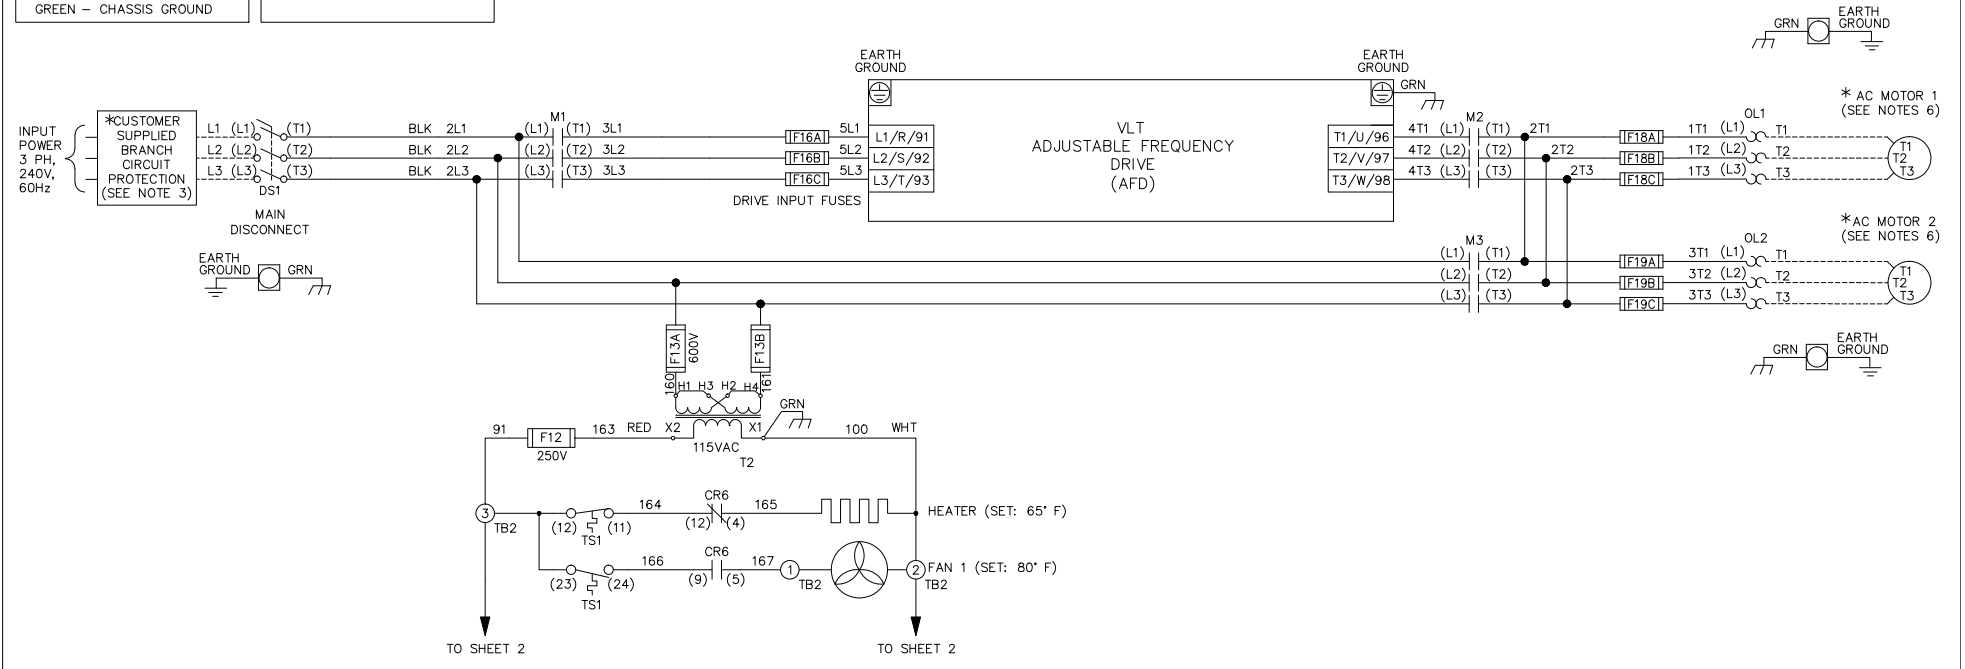 GREEN – CHASSIS GROUND
EARTH
GROUND
GRN
EARTH
GROUND
EARTH
GROUND
GRN
INPUT
POWER
3 PH,
240V,
60Hz
*CUSTOMER
SUPPLIED
BRANCH
CIRCUIT
PROTECTION
(SEE NOTE 3)
L1 (L1) (T1) BLK 2L1 (L1) M1 (T1) 3L1 F16A 5L1 L1/R/91
L2 (L2) (T2) BLK 2L2 (L2) (T2) 3L2 F16B 5L2 L2/S/92
L3 (L3) DS1 (T3) BLK 2L3 (L3) (T3) 3L3 F16C 5L3 L3/T/93
DRIVE INPUT FUSES
MAIN
DISCONNECT
VLT
ADJUSTABLE FREQUENCY
DRIVE
(AFD)
T1/U/96 4T1 (L1) M2 (T1) 2T1 F18A 1T1 (L1) OL1 T1
T2/V/97 4T2 (L2) (T2) 2T2 F18B 1T2 (L2) T2
T3/W/98 4T3 (L3) (T3) 2T3 F18C 1T3 (L3) T3
* AC MOTOR 1
(SEE NOTES 6)
T1
T2
T3
EARTH
GROUND
GRN
(L1) M3 (T1) F19A 3T1 (L1) OL2 T1
(L2) (T2) F19B 3T2 (L2) T2
(L3) (T3) F19C 3T3 (L3) T3
* AC MOTOR 2
(SEE NOTES 6)
T1
T2
T3
F13A
600V
F13B
160
161
H1 H3 H2 H4
GRN
EARTH
GROUND
GRN
91 F12 163 RED X2 X1 100 WHT
250V
115VAC
T2
3
TB2
(12) (11) 164 CR6 165
TS1
(12) (4)
HEATER (SET: 65° F)
(23) (24) 166 CR6 167 1
TS1
(9) (5)
TB2
2
TB2
FAN 1 (SET: 80° F)
TO SHEET 2
TO SHEET 2